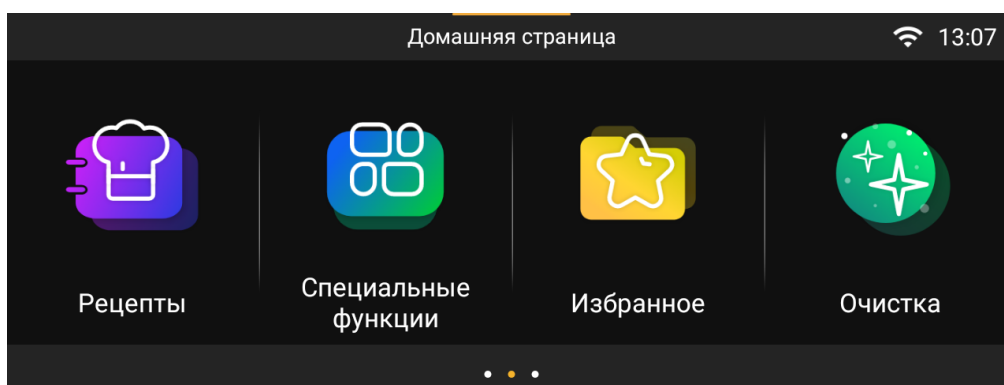 Домашняя страница
13:07
Рецепты
Специальные
функции
Избранное
Очистка